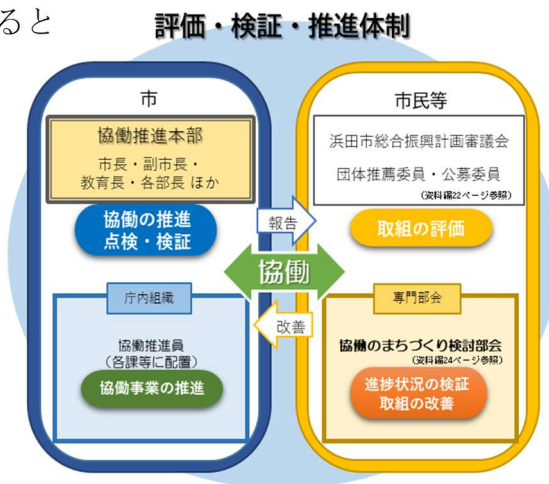 ると
評価・検証・推進体制
市
協働推進本部
市長・副市長・
教育長・各部長 ほか
協働の推進
点検・検証
庁内組織
協働推進員
（各課等に配置）
協働事業の推進
報告
協働
改善
市民等
浜田市総合振興計画審議会
団体推薦委員・公募委員
（資料編22ページ参照）
取組の評価
専門部会
協働のまちづくり検討部会
（資料編24ページ参照）
進捗状況の検証
取組の改善